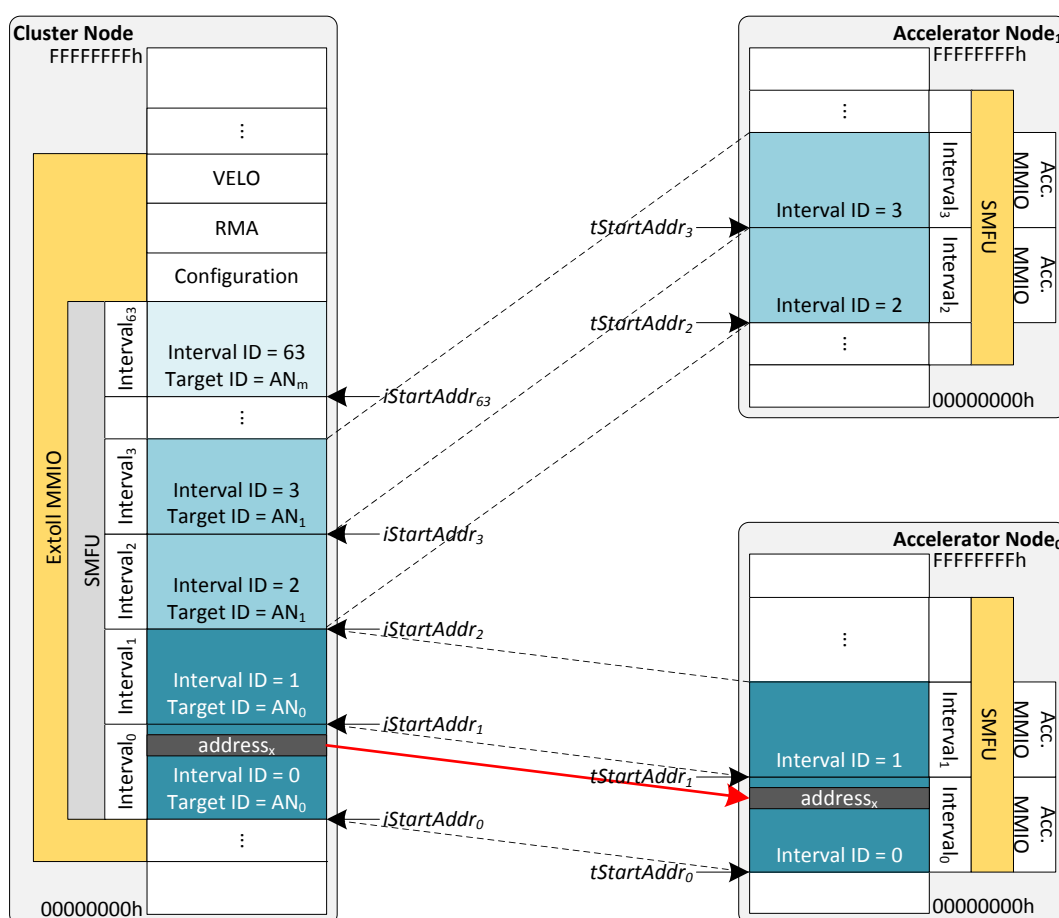 Cluster Node
FFFFFFFFh
⋮
VELO
RMA
Configuration
Interval ID = 63
Target ID = ANm
⋮
Interval ID = 3
Target ID = AN1
Interval ID = 2
Target ID = AN1
Interval ID = 1
Target ID = AN0
addressx
Interval ID = 0
Target ID = AN0
⋮
00000000h
Extoll MMIO
SMFU
Interval63
Interval3
Interval2
Interval1
Interval0
iStartAddr63
iStartAddr3
iStartAddr2
iStartAddr1
iStartAddr0
tStartAddr3
tStartAddr2
tStartAddr1
tStartAddr0
Accelerator Node1
FFFFFFFFh
⋮
Interval ID = 3
Interval ID = 2
⋮
00000000h
Interval3
Interval2
SMFU
Acc.
MMIO
Acc.
MMIO
Accelerator Node0
FFFFFFFFh
⋮
Interval ID = 1
addressx
Interval ID = 0
00000000h
Interval1
Interval0
SMFU
Acc.
MMIO
Acc.
MMIO